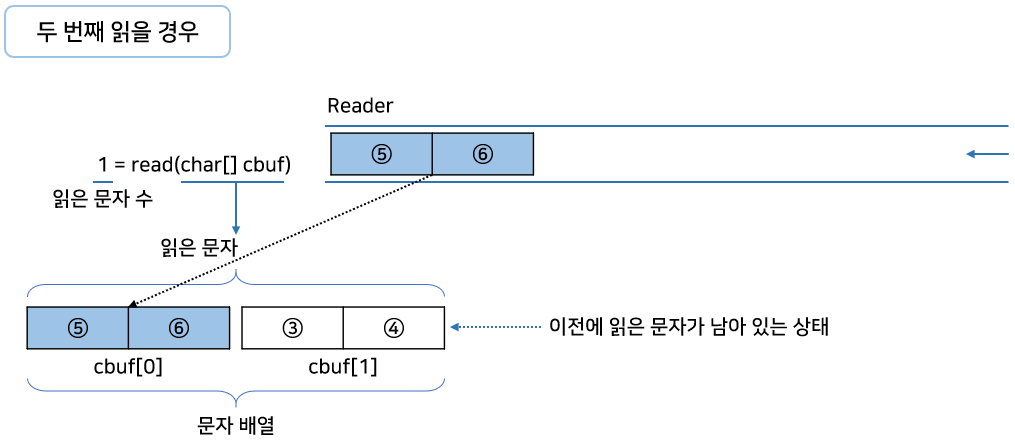 두 번째 읽을 경우
Reader
⑤ ⑥
1 = read(char[] cbuf)
읽은 문자 수
읽은 문자
⑤ ⑥ ③ ④
이전에 읽은 문자가 남아 있는 상태
cbuf[0] cbuf[1]
문자 배열